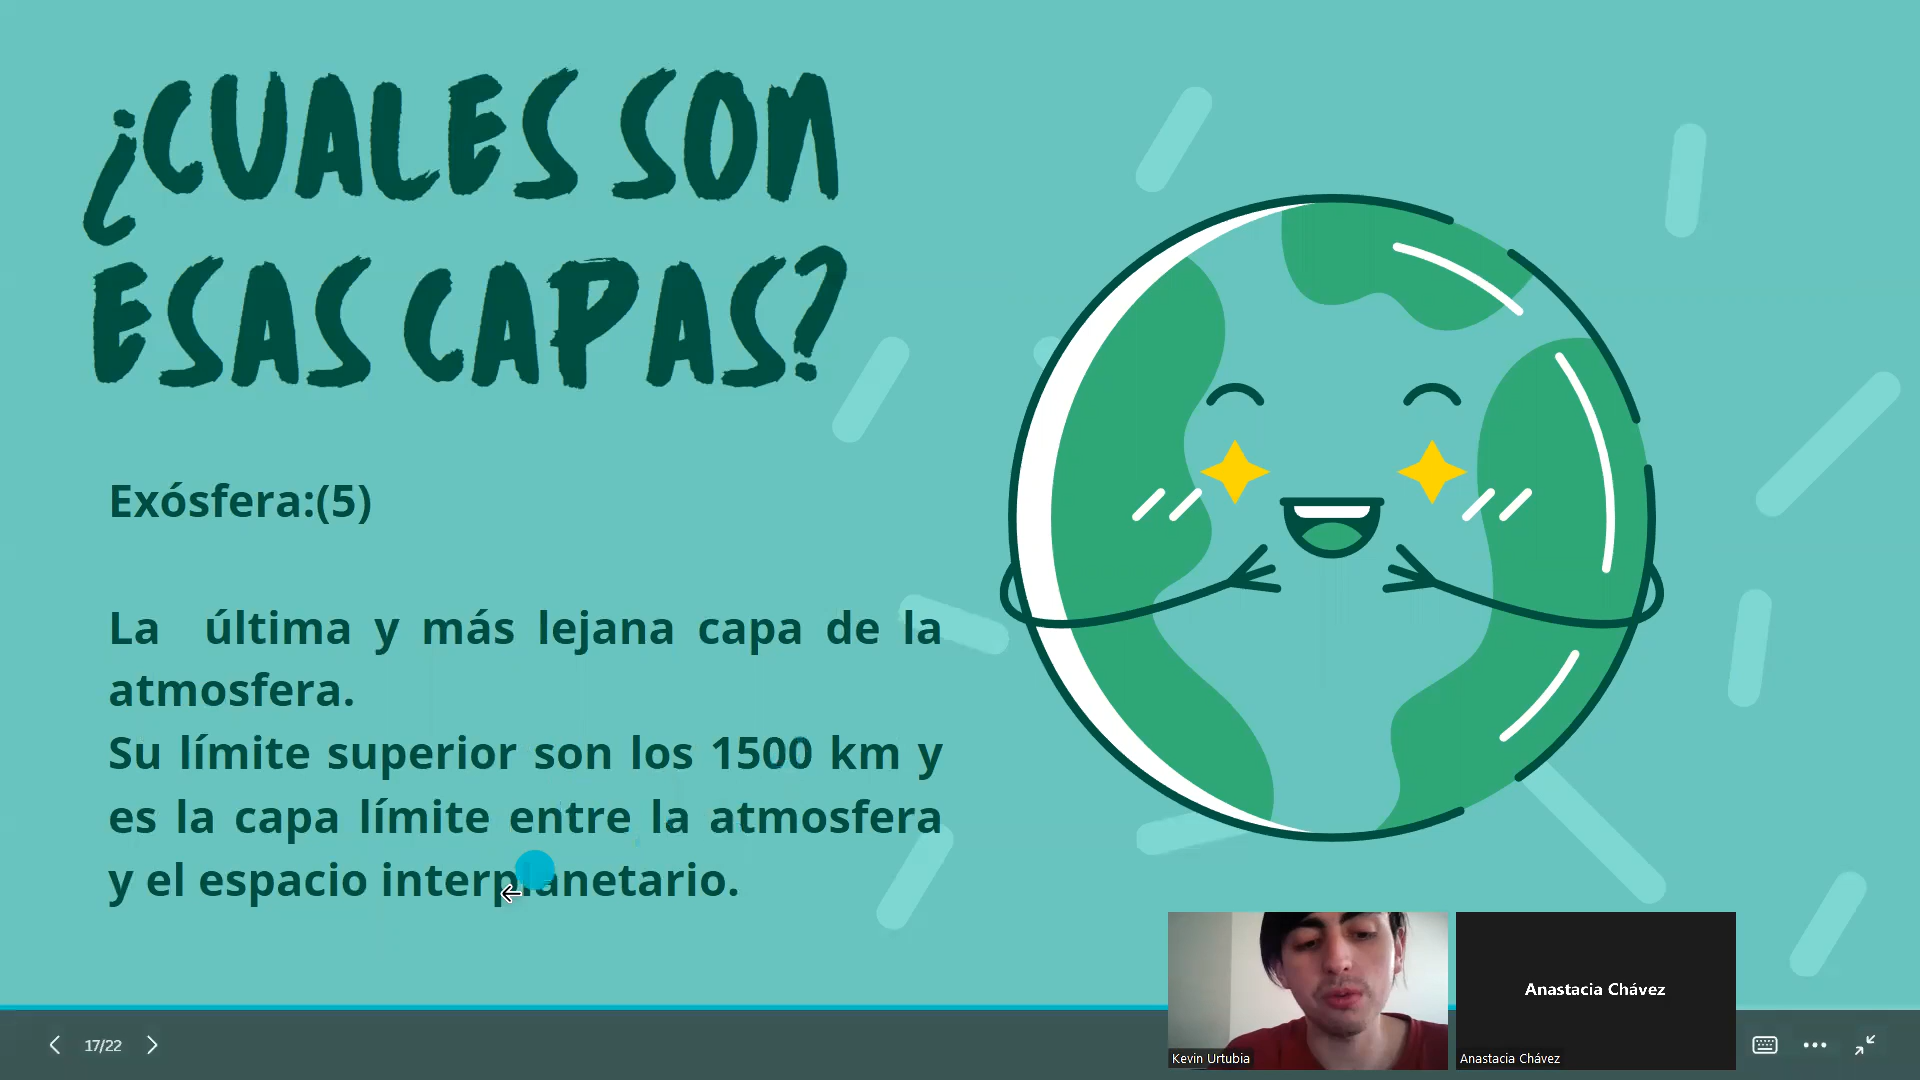 ¿CUALES SON
ESAS CAPAS?
Exósfera:(5)
La última y más lejana capa de la
atmosfera.
Su límite superior son los 1500 km y
es la capa límite entre la atmosfera
y el espacio interplanetario.
Anastacia Chávez
Kevin Urtubia
Anastacia Chávez
17/22